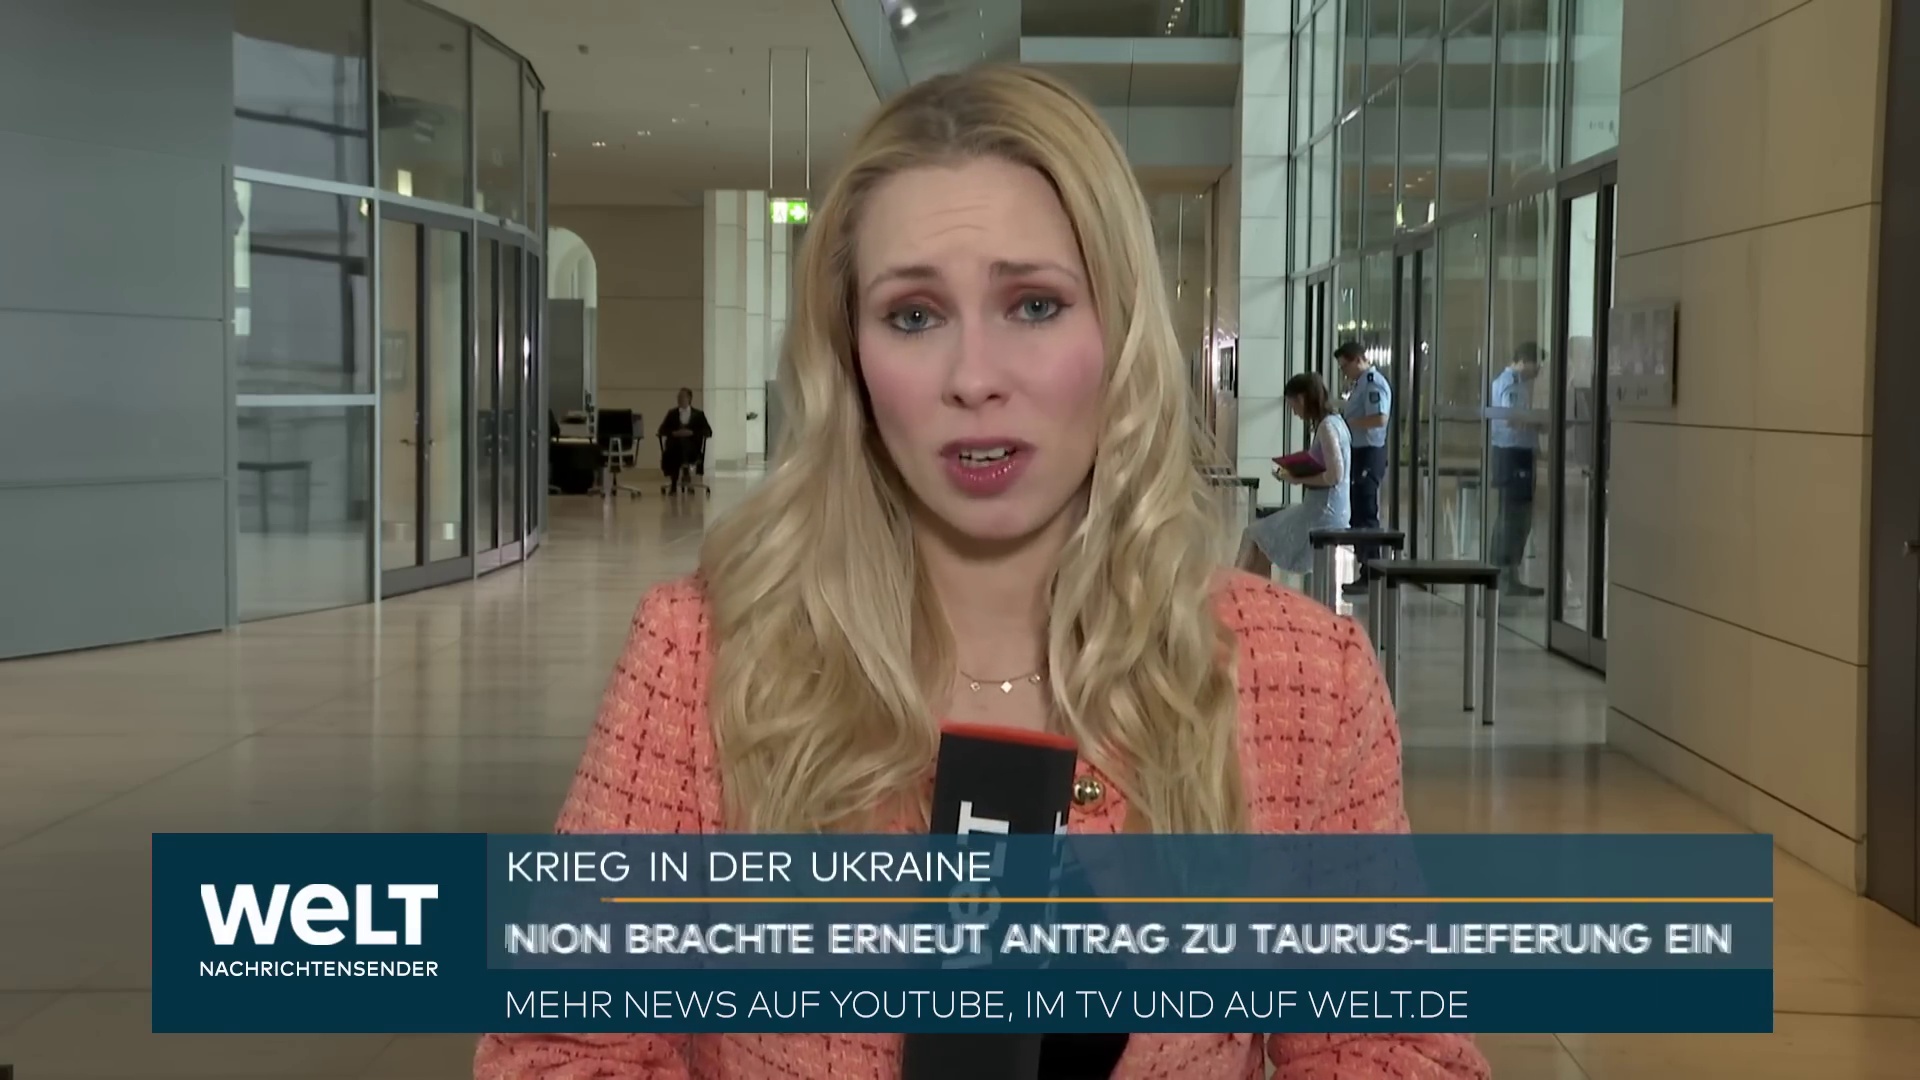 WELT
KRIEG IN DER UKRAINE
WELT
NACHRICHTENSENDER
NION BRACHTE ERNEUT ANTRAG ZU TAURUS-LIEFERUNG EIN
MEHR NEWS AUF YOUTUBE, IM TV UND AUF WELT.DE